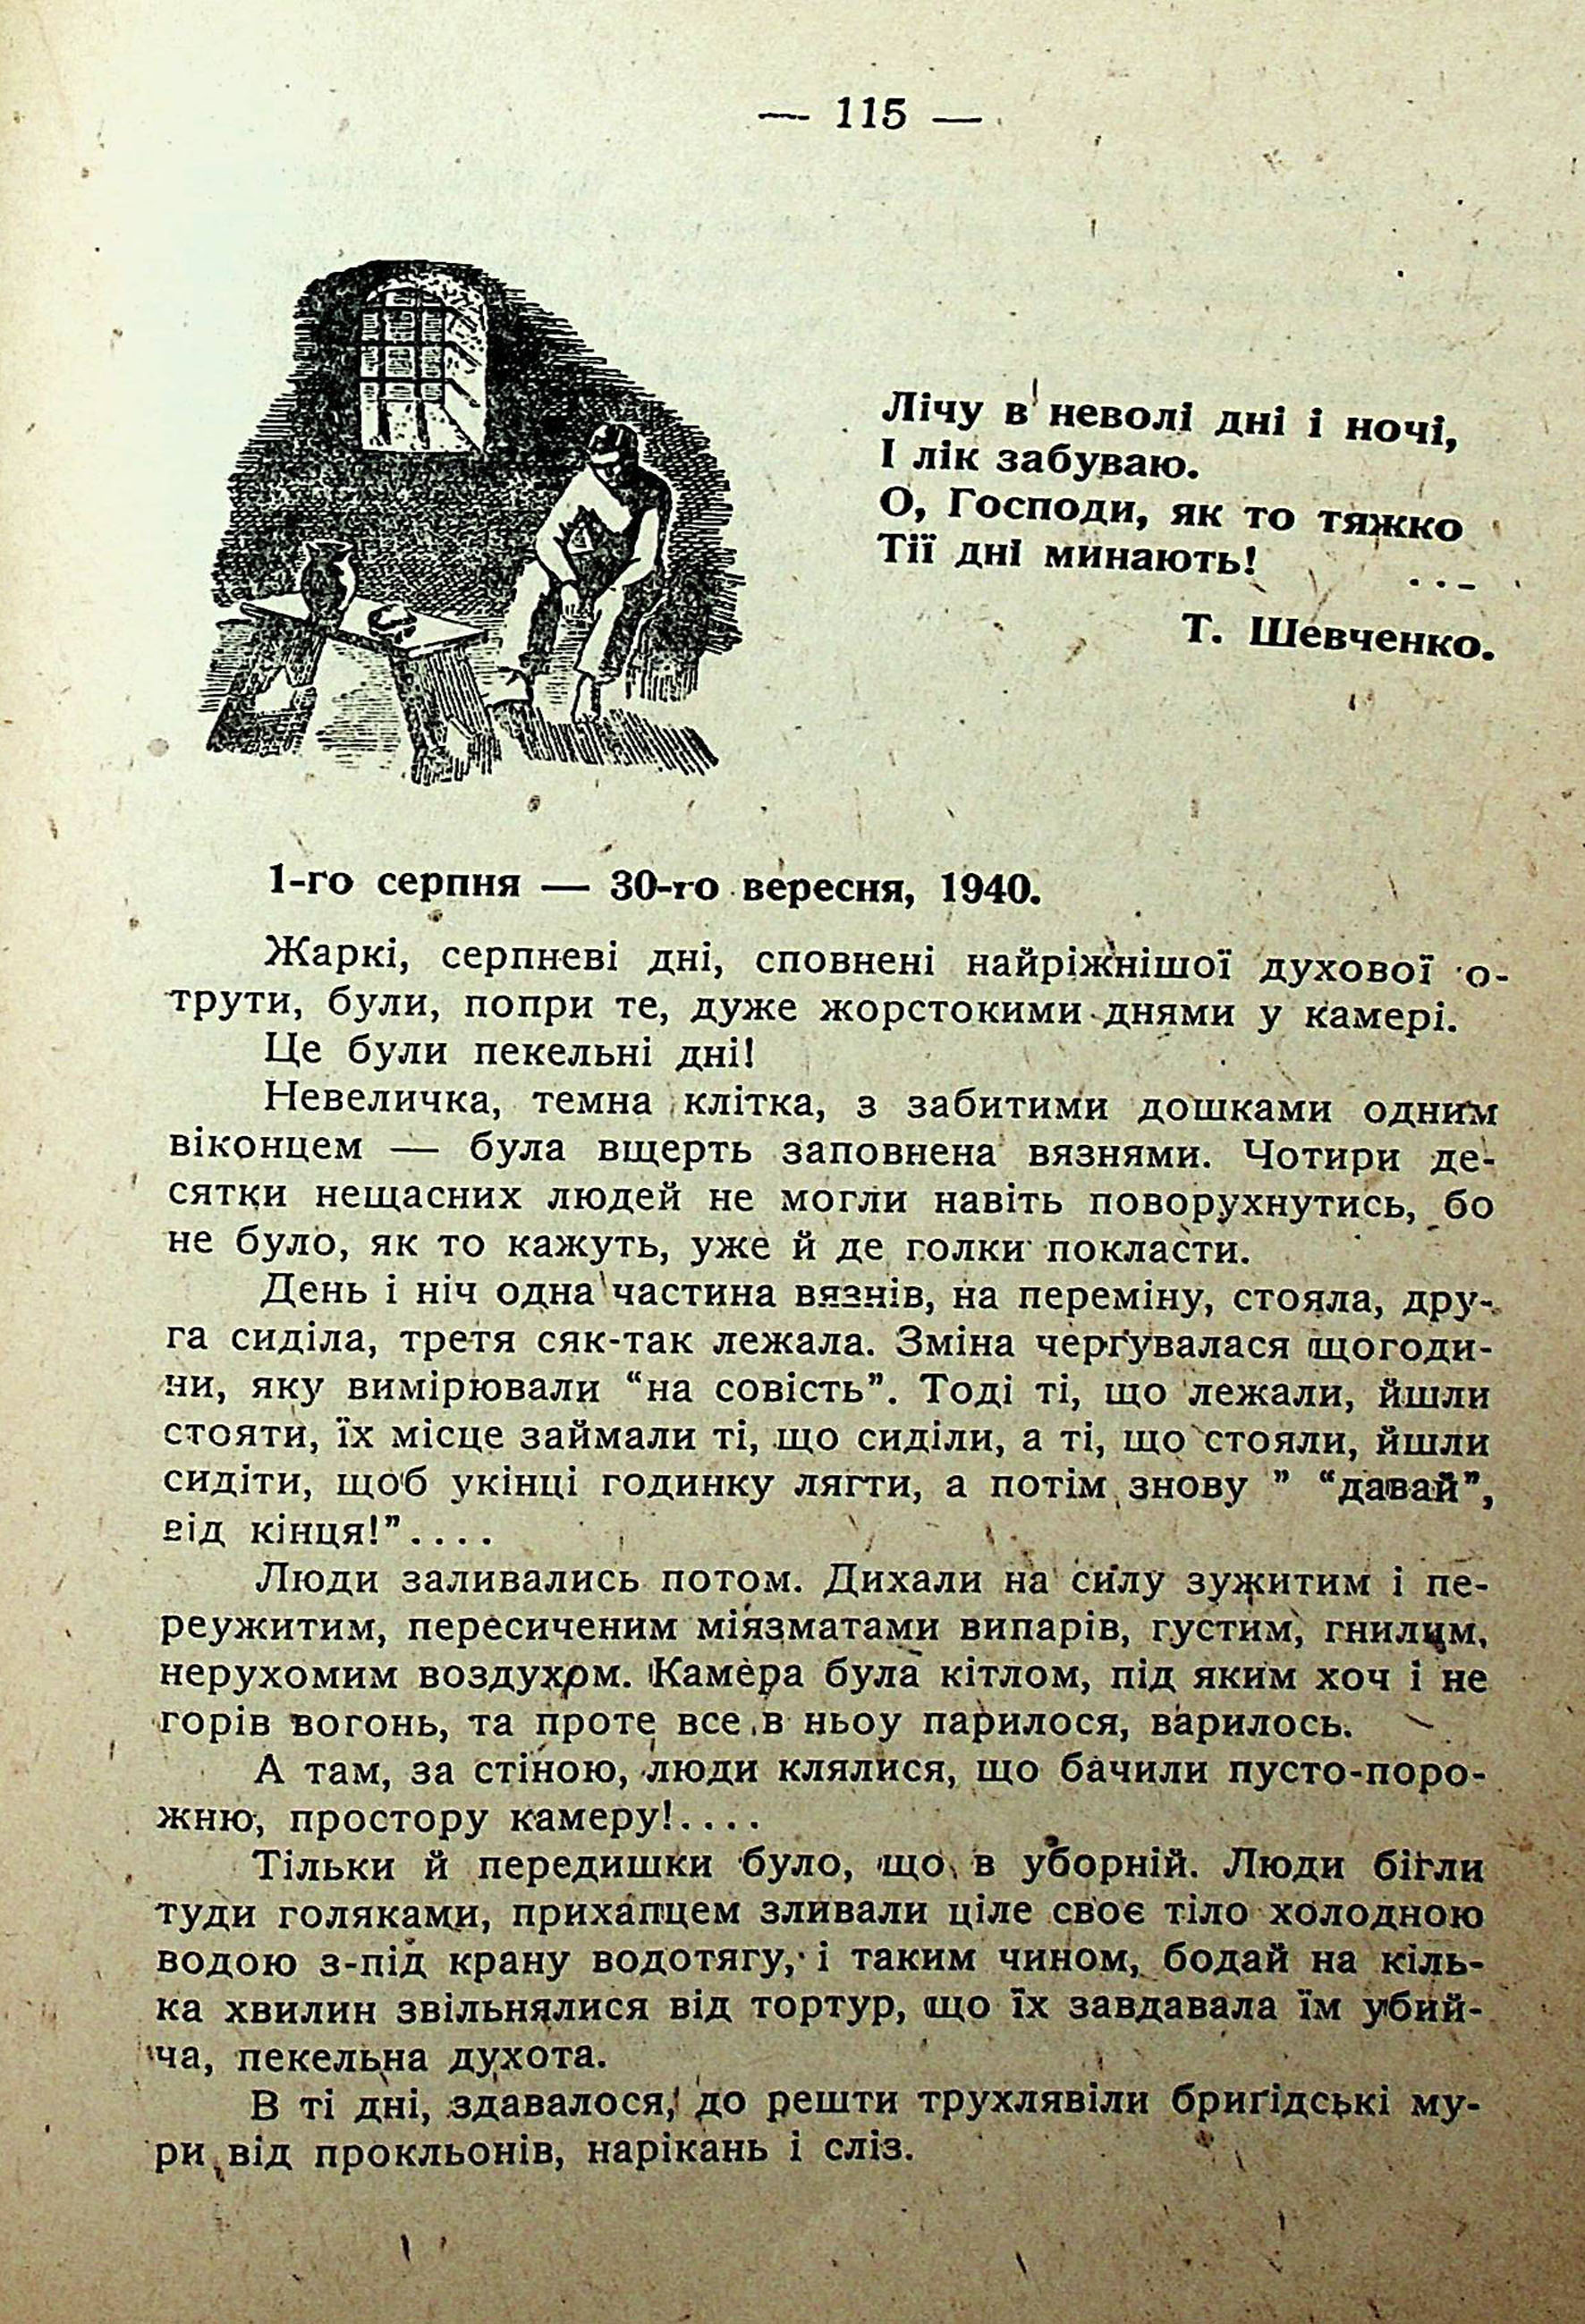 — 115 —
Лічу в неволі дні і ночі,
І лік забуваю.
О, Господи, як то тяжко
Тії дні минають!
...
Т. Шевченко.
1-го серпня — 30-го вересня, 1940.
Жаркі, серпневі дні, сповнені найріжнішої духової о-
трути, були, попри те, дуже жорстокими днями у камері.
Це були пекельні дні!
Невеличка, темна клітка, з забитими дошками одним
віконцем — була вщерть заповнена вязнями. Чотири де-
сятки нещасних людей не могли навіть поворухнутись, бо
не було, як то кажуть, уже й де голки покласти.
День і ніч одна частина вязнів, на переміну, стояла, дру-
га сиділа, третя сяк-так лежала. Зміна черґувалася щогоди-
ни, яку вимірювали “на совість”. Тоді ті, що лежали, йшли
стояти, їх місце займали ті, що сиділи, а ті, що стояли, йшли
сидіти, щоб укінці годинку лягти, а потім знову ” “давай”,
від кінця!”....
Люди заливались потом. Дихали на силу зужитим і пе-
реужитим, пересиченим міязматами випарів, густим, гнилим,
нерухомим воздухом. Камера була кітлом, під яким хоч і не
горів вогонь, та проте все в ньоу парилося, варилось.
А там, за стіною, люди клялися, що бачили пусто-поро-
жню, простору камеру!....
Тільки й передишки було, що в уборній. Люди бігли
туди голяками, прихапцем зливали ціле своє тіло холодною
водою з-під крану водотягу, і таким чином, бодай на кіль-
ка хвилин звільнялися від тортур, що їх завдавала їм убий-
ча, пекельна духота.
В ті дні, здавалося, до решти трухлявіли бриґідські му-
ри від прокльонів, нарікань і сліз.